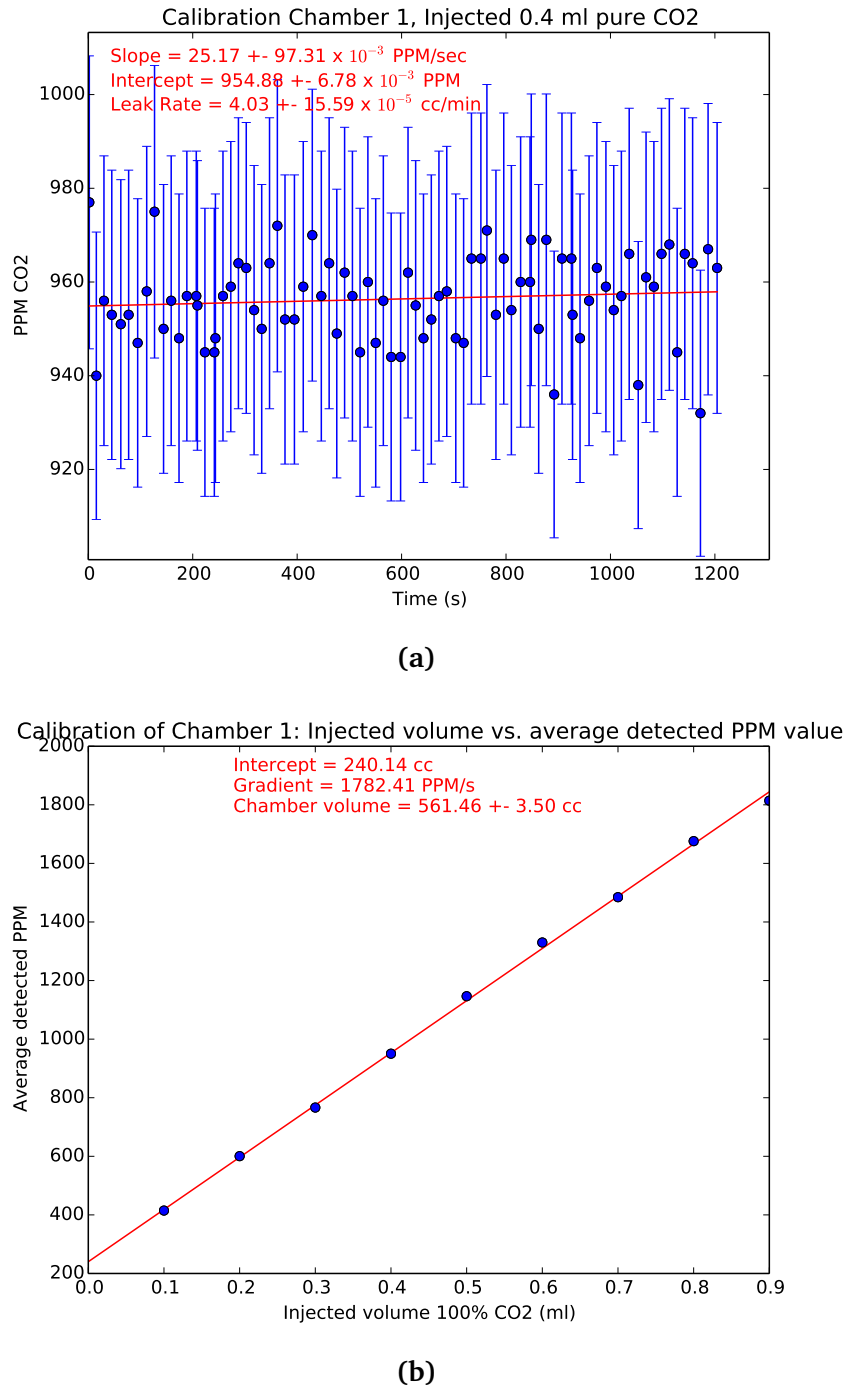 Calibration Chamber 1, Injected 0.4 ml pure CO2
Slope = 25.17 +- 97.31 x 10⁻³ PPM/sec
Intercept = 954.88 +- 6.78 x 10⁻³ PPM
Leak Rate = 4.03 +- 15.59 x 10⁻⁵ cc/min
1000
980
960
940
920
PPM CO2
0 200 400 600 800 1000 1200
Time (s)
(a)
Calibration of Chamber 1: Injected volume vs. average detected PPM value
Intercept = 240.14 cc
Gradient = 1782.41 PPM/s
Chamber volume = 561.46 +- 3.50 cc
2000
1800
1600
1400
1200
1000
800
600
400
200
Average detected PPM
0.0 0.1 0.2 0.3 0.4 0.5 0.6 0.7 0.8 0.9
Injected volume 100% CO2 (ml)
(b)